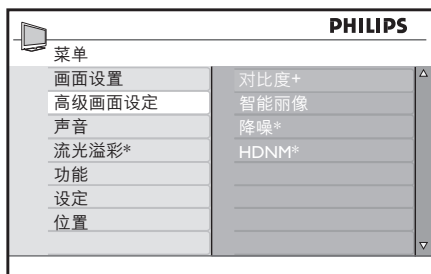 PHILIPS
菜单
画面设置
对比度+
高级画面设定
智能丽像
声音
降噪*
流光溢彩*
HDNM*
功能
设定
位置